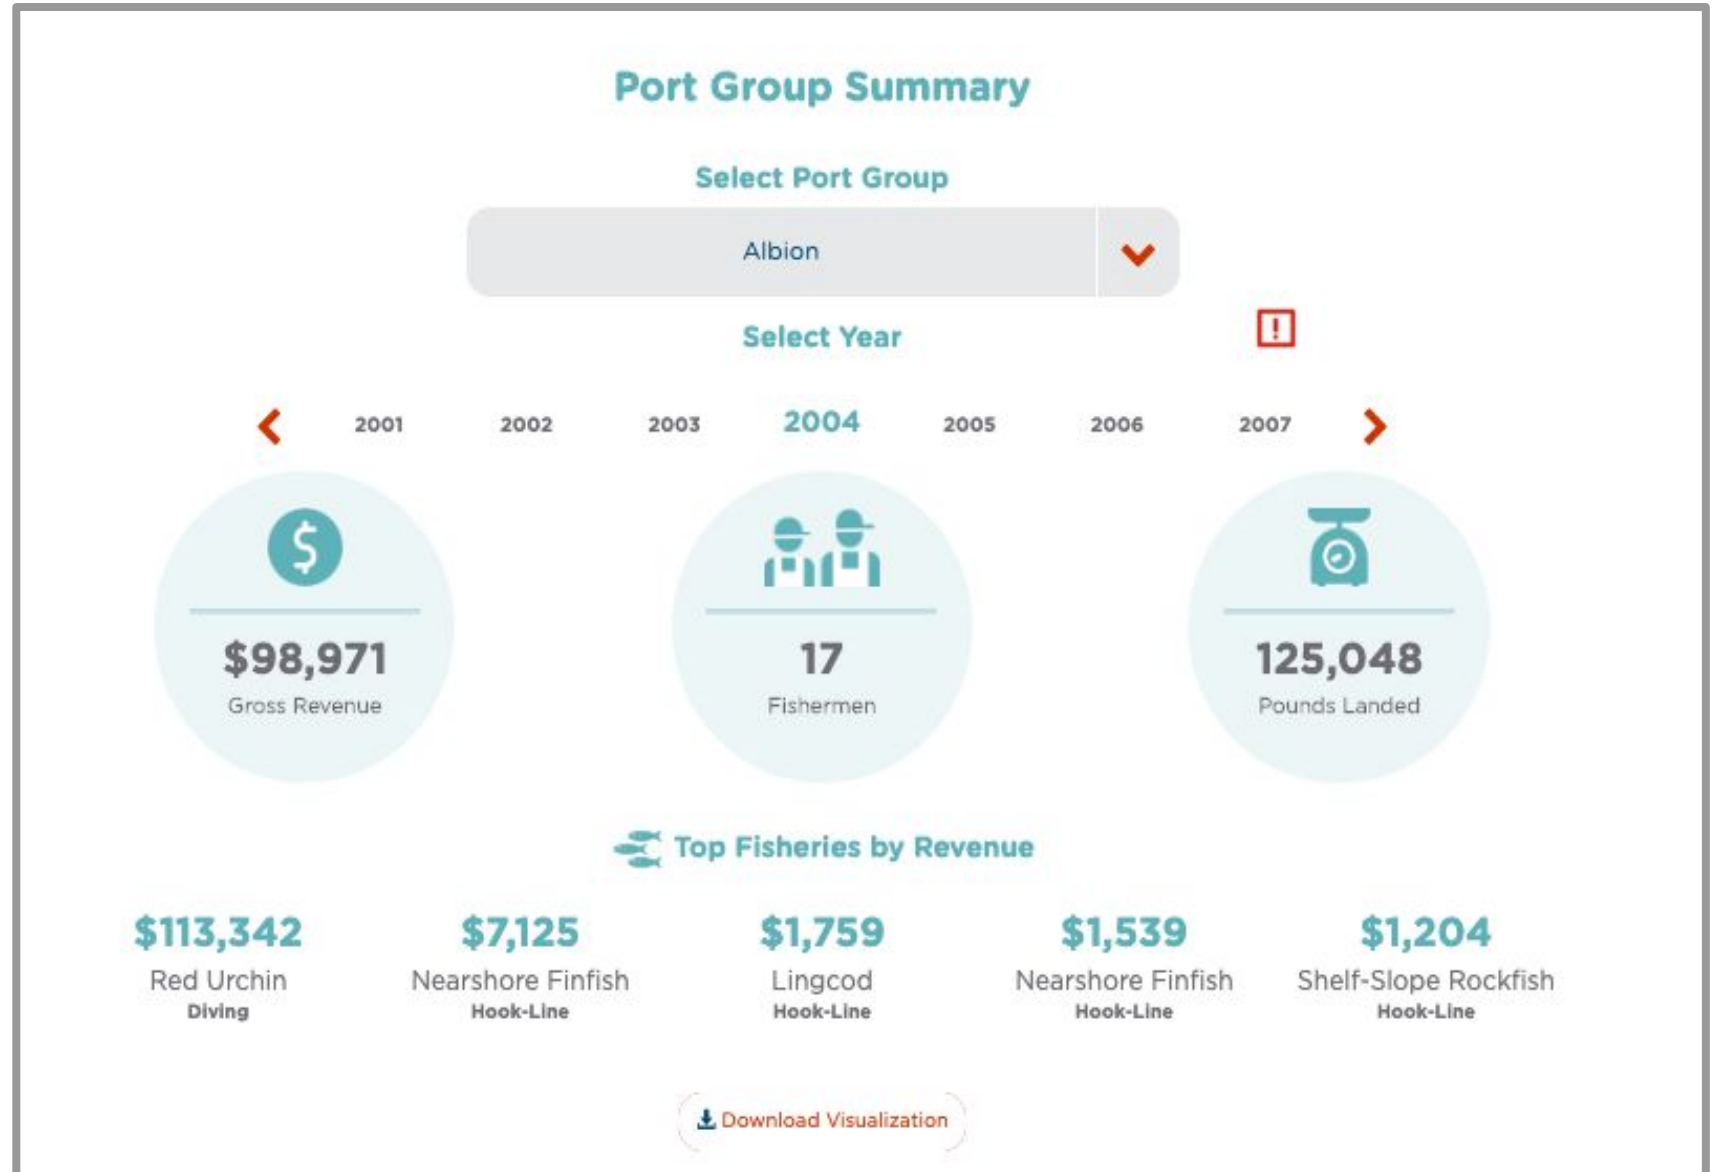 Port Group Summary
Select Port Group
Albion
Select Year
!
2001 2002 2003 2004 2005 2006 2007
$
$98,971 17 125,048
Gross Revenue Fishermen Pounds Landed
Top Fisheries by Revenue
$113,342 $7,125 $1,759 $1,539 $1,204
Red Urchin Nearshore Finfish Lingcod Nearshore Finfish Shelf-Slope Rockfish
Diving Hook-Line Hook-Line Hook-Line Hook-Line
Download Visualization